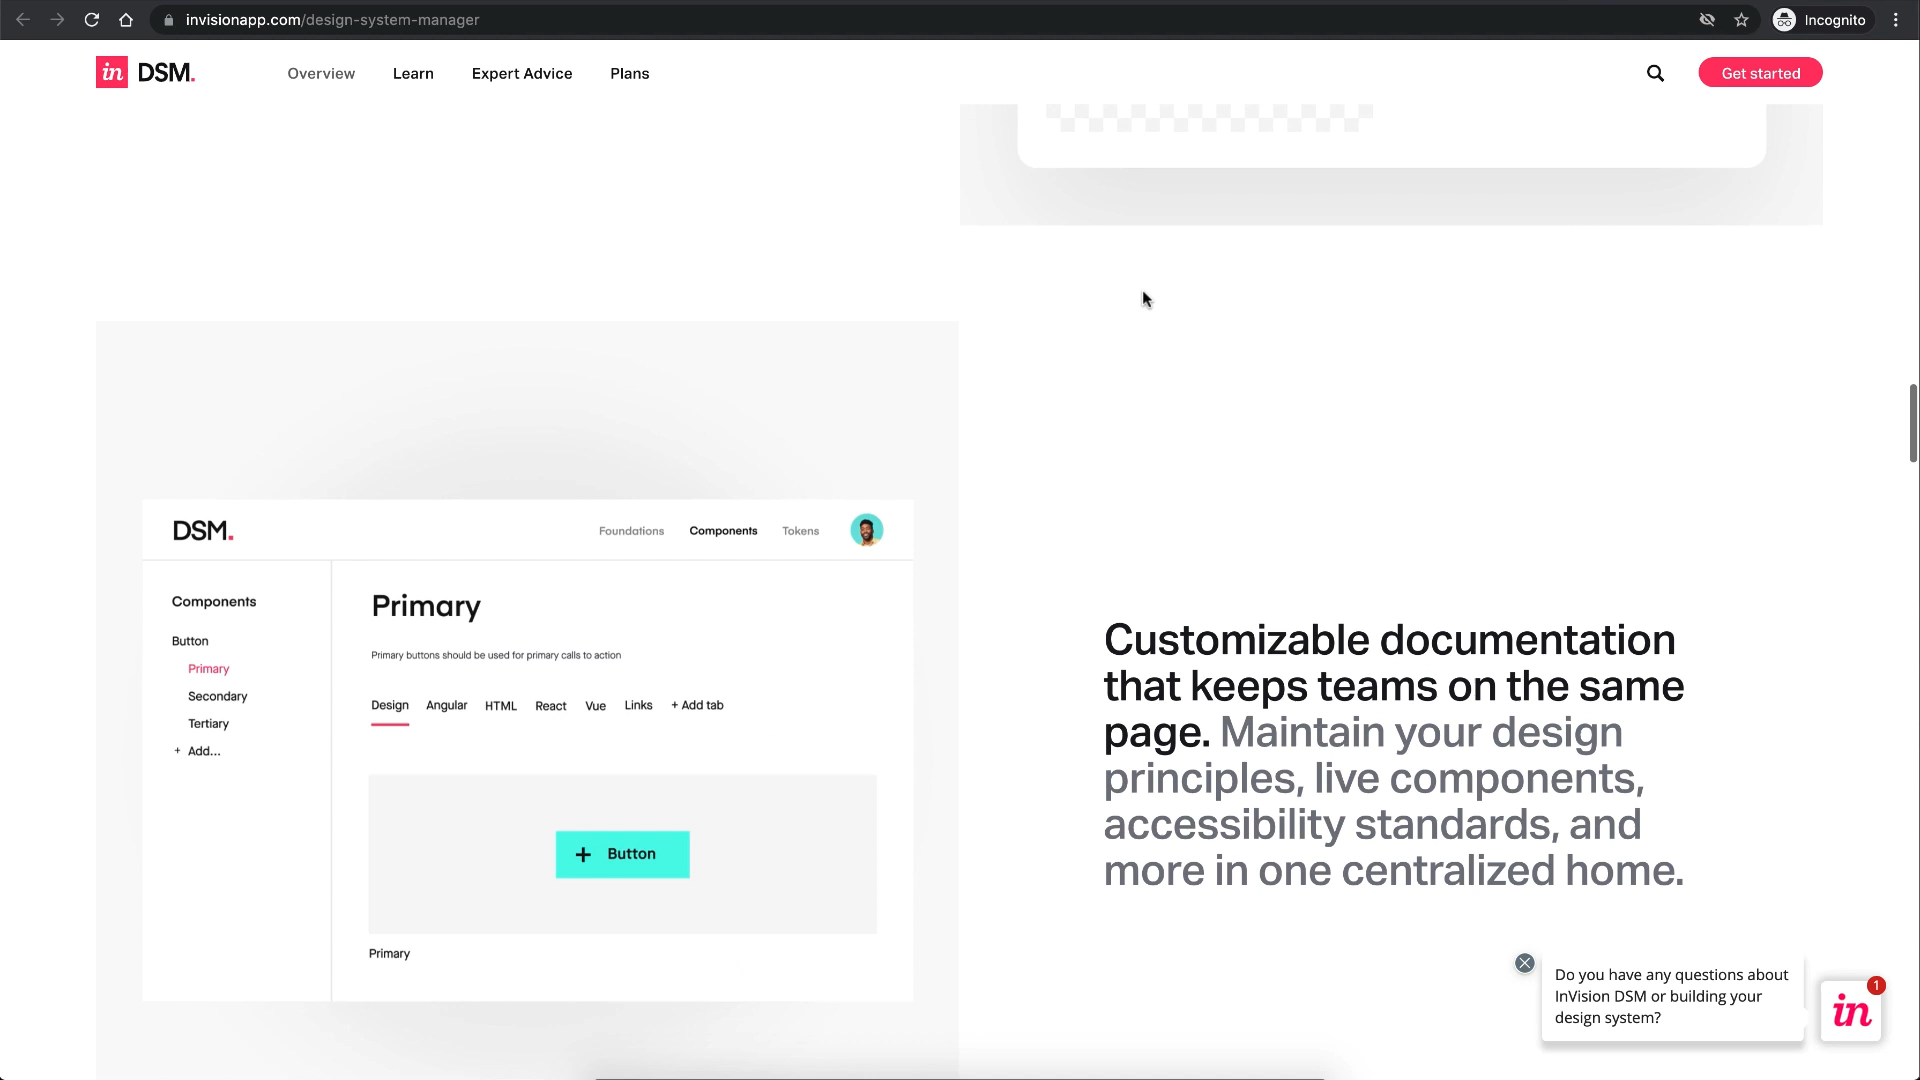 invisionapp.com/design-system-manager
Incognito
in DSM.
Overview
Learn
Expert Advice
Plans
Get started
DSM.
Foundations
Components
Tokens
Components
Button
Primary
Secondary
Tertiary
+ Add...
Primary
Primary buttons should be used for primary calls to action
Design
Angular
HTML
React
Vue
Links
+ Add tab
+ Button
Primary
Customizable documentation
that keeps teams on the same
page. Maintain your design
principles, live components,
accessibility standards, and
more in one centralized home.
Do you have any questions about
InVision DSM or building your
design system?
in
1